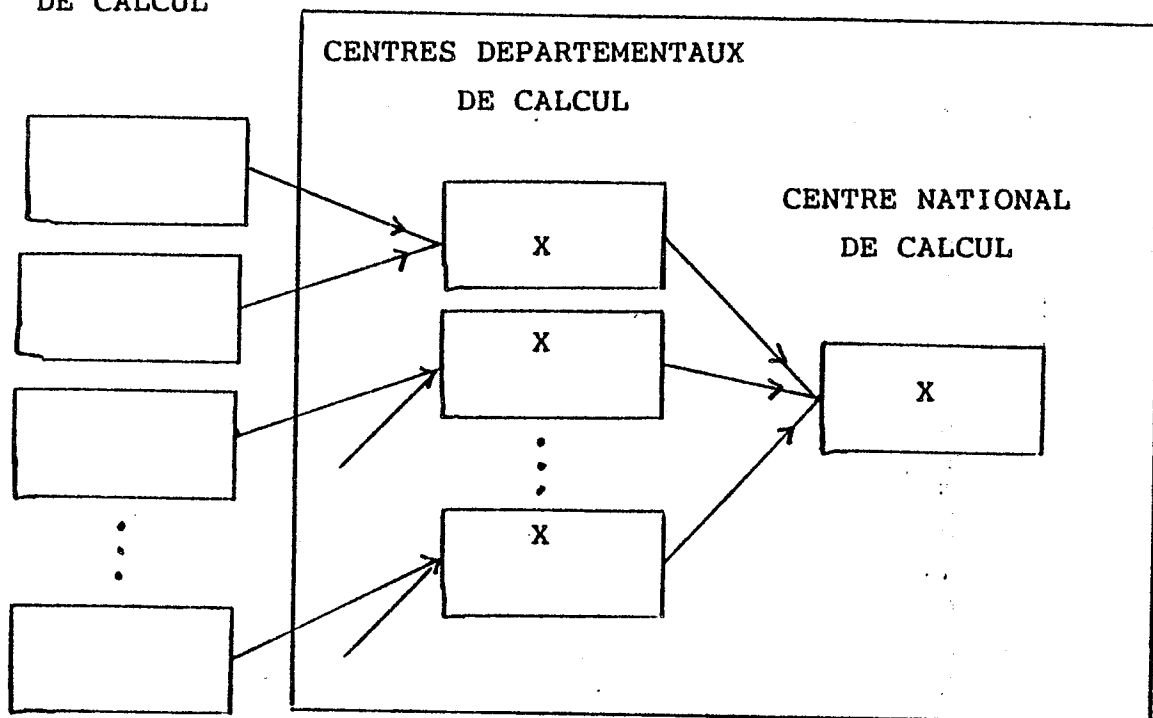 DE CALCUL
CENTRES DEPARTEMENTAUX
DE CALCUL
CENTRE NATIONAL
DE CALCUL
X
X
X
X